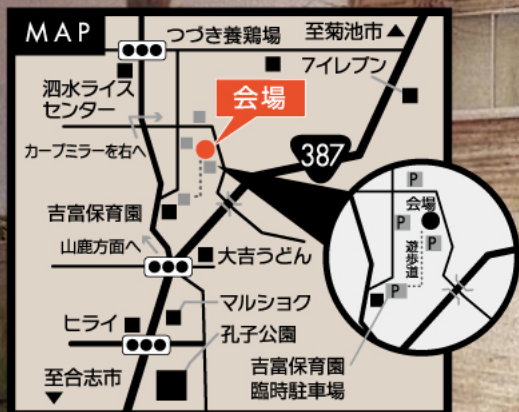 MAP
つづき養鶏場
至菊池市▲
7イレブン
泗水ライス
センター
会場
カーブミラーを右へ
387
吉富保育園
山鹿方面へ
大吉うどん
マルショク
ヒライ
孔子公園
至合志市
▼
吉富保育園
臨時駐車場
P
会場
P
P
遊歩道
P